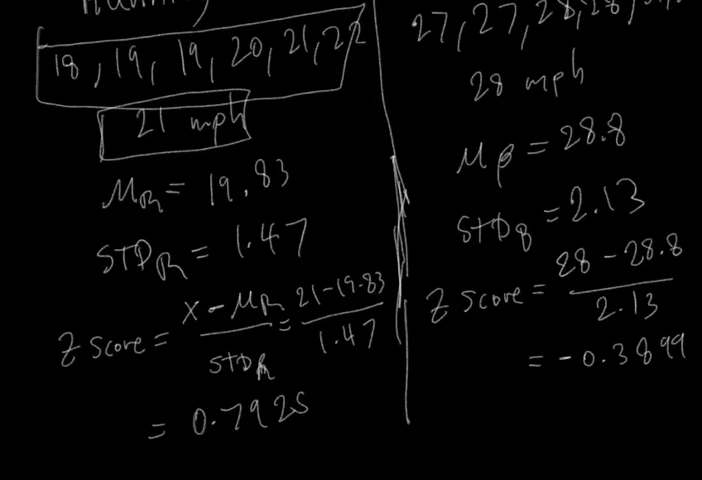 18, 19, 19, 20, 21, 22
21 mph
μR = 19.83
STDR = 1.47
Z score = X - μR / STDR = 21-19.83 / 1.47
= 0.7925
27, 27, 28, 28,
28 mph
μB = 28.8
STDB = 2.13
Z score = 28 - 28.8 / 2.13
= -0.3899